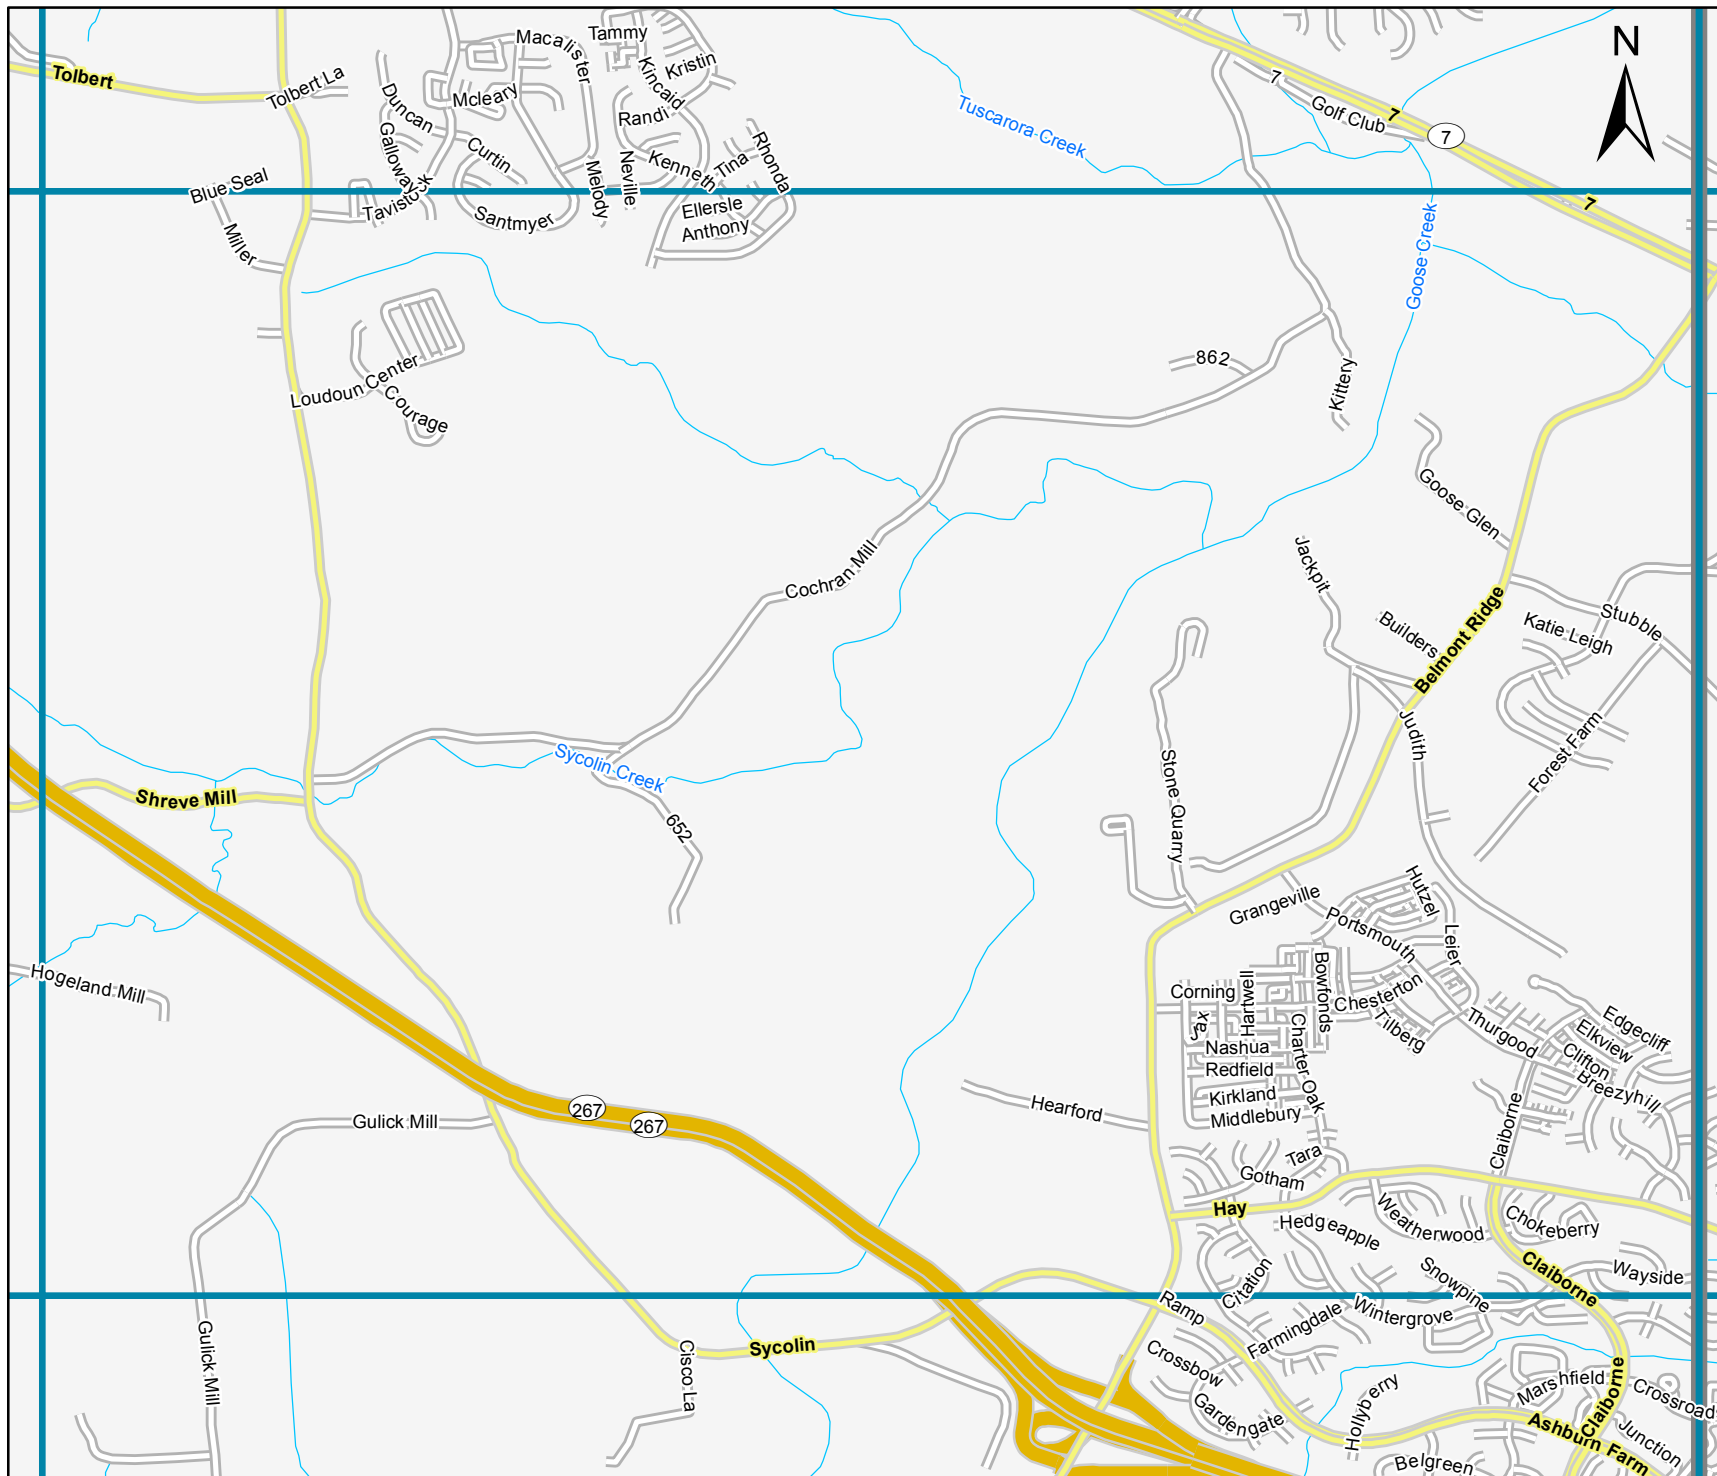 N
Tolbert
Tolbert La
Macalister
Tammy
Kristin
Kincaid
Mcleary
Duncan
Galloway
Curtin
Randi
Kenneth
Tina
Rhonda
Melody
Neville
Tavistock
Santmyer
Ellersle
Anthony
Blue Seal
Miller
Tuscarora Creek
7
Golf Club
7
7
7
Goose Creek
862
Kittery
Loudoun Center
Courage
Goose Glen
Cochran Mill
Jackpit
Builders
Belmont Ridge
Katie Leigh
Stubble
Judith
Forest Farm
Stone Quarry
Sycolin Creek
Shreve Mill
652
Hogeland Mill
Grangeville
Hutzel
Portsmouth
Leier
Corning
Hartwell
Bowfonds
Chesterton
Jax
Charter Oak
Tilberg
Thurgood
Edgecliff
Elkview
Clifton
Breezyhill
Nashua
Redfield
Kirkland
Middlebury
Hearford
Claiborne
267
267
Gulick Mill
Tara
Gotham
Hay
Hedgeapple
Weatherwood
Chokeberry
Claiborne
Wayside
Snowpine
Citation
Ramp
Wintergrove
Farmingdale
Gulick Mill
Cisco La
Sycolin
Crossbow
Gardengate
Hollyberry
Marshfield
Claiborne
Crossroad
Junction
Ashburn Farm
Belgreen